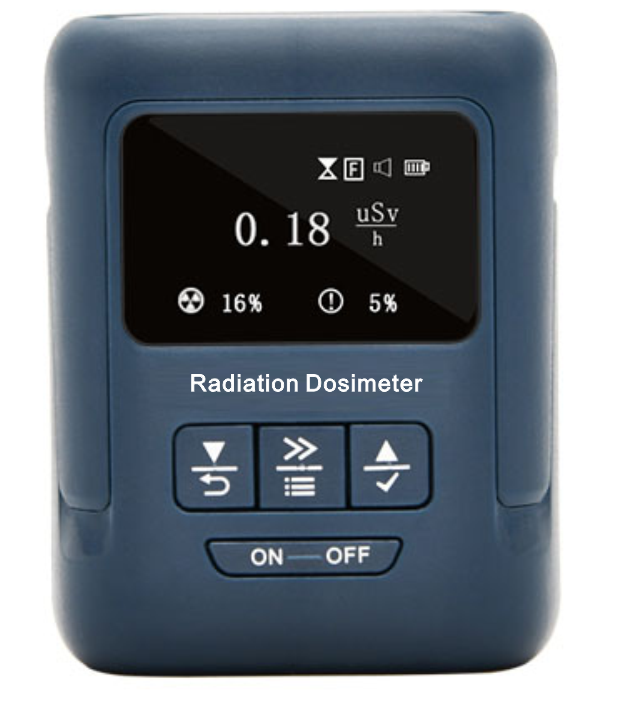 F
0.18 uSv/h
16% 5%
Radiation Dosimeter
ON OFF